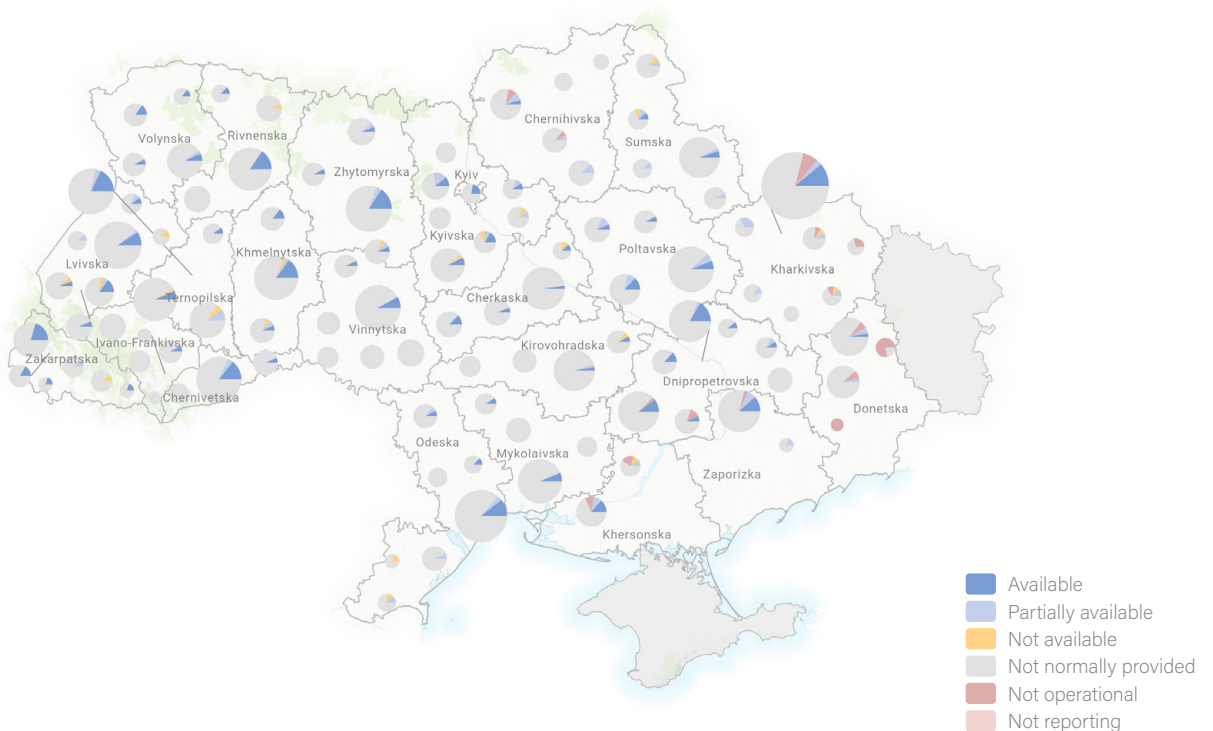 Chernihivska
Sumska
Volynska
Rivnenska
Zhytomyrska
Kyiv
Kyivska
Poltavska
Khmelnytska
Lvivska
Kharkivska
Ternopilska
Cherkaska
Vinnytska
Ivano-Frankivska
Kirovohradska
Zakarpatska
Dnipropetrovska
Chernivetska
Donetska
Odeska
Mykolaivska
Zaporizka
Khersonska
Available
Partially available
Not available
Not normally provided
Not operational
Not reporting